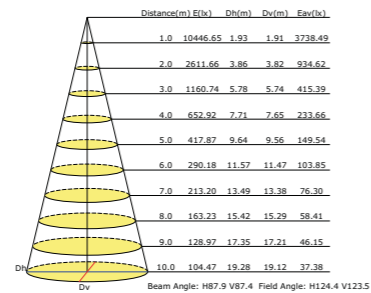 Distance(m) E(lx) Dh(m) Dv(m) Eav(lx)
1.0 10446.65 1.93 1.91 3738.49
2.0 2611.66 3.86 3.82 934.62
3.0 1160.74 5.78 5.74 415.39
4.0 652.92 7.71 7.65 233.66
5.0 417.87 9.64 9.56 149.54
6.0 290.18 11.57 11.47 103.85
7.0 213.20 13.49 13.38 76.30
8.0 163.23 15.42 15.29 58.41
9.0 128.97 17.35 17.21 46.15
Dh 10.0 104.47 19.28 19.12 37.38
Dv Beam Angle: H87.9 V87.4 Field Angle: H124.4 V123.5